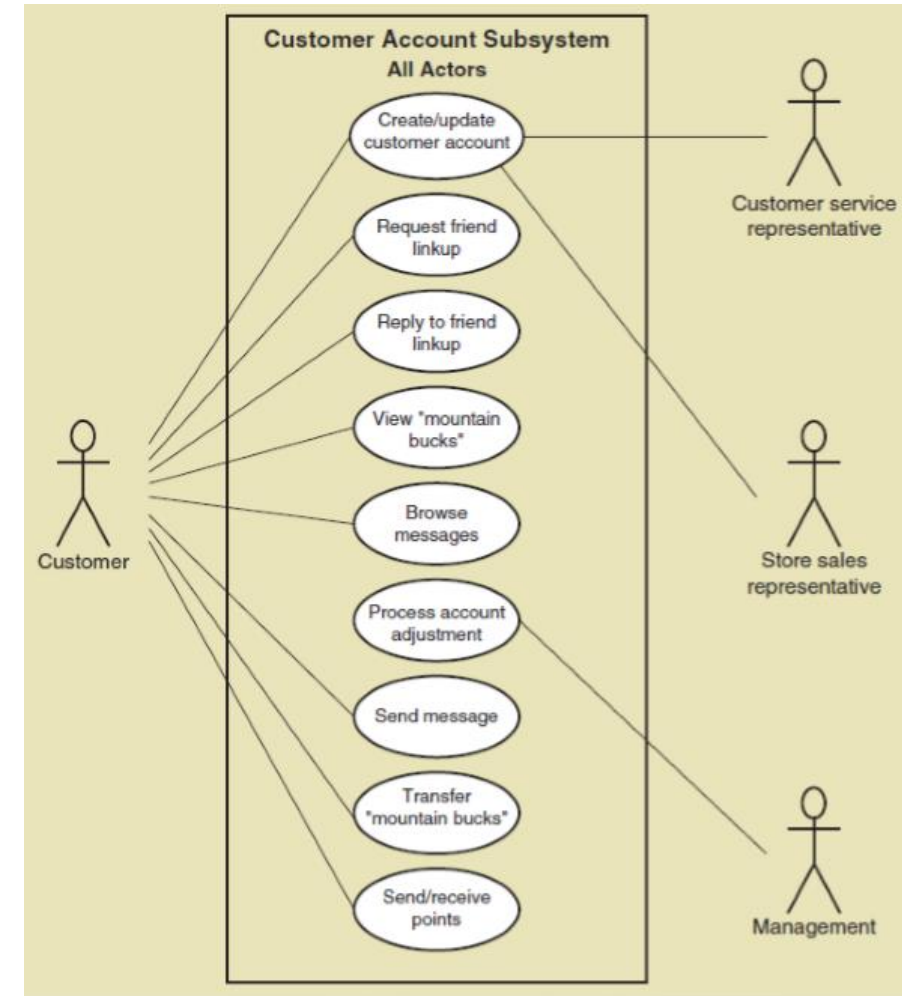 Customer Account Subsystem
All Actors
Create/update
customer account
Customer service
representative
Request friend
linkup
Reply to friend
linkup
View "mountain
bucks"
Browse
messages
Customer
Store sales
representative
Process account
adjustment
Send message
Transfer
"mountain bucks"
Send/receive
points
Management